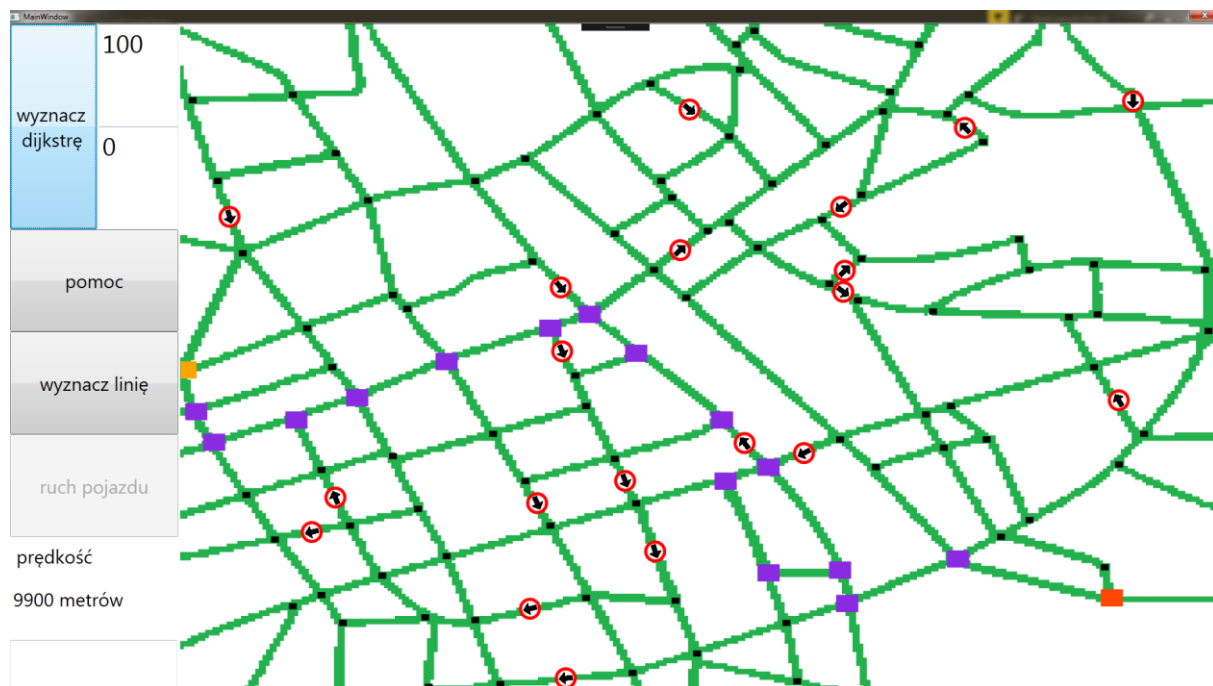 MainWindow
wyznacz
dijkstrę
100
0
pomoc
wyznacz linię
ruch pojazdu
prędkość
9900 metrów